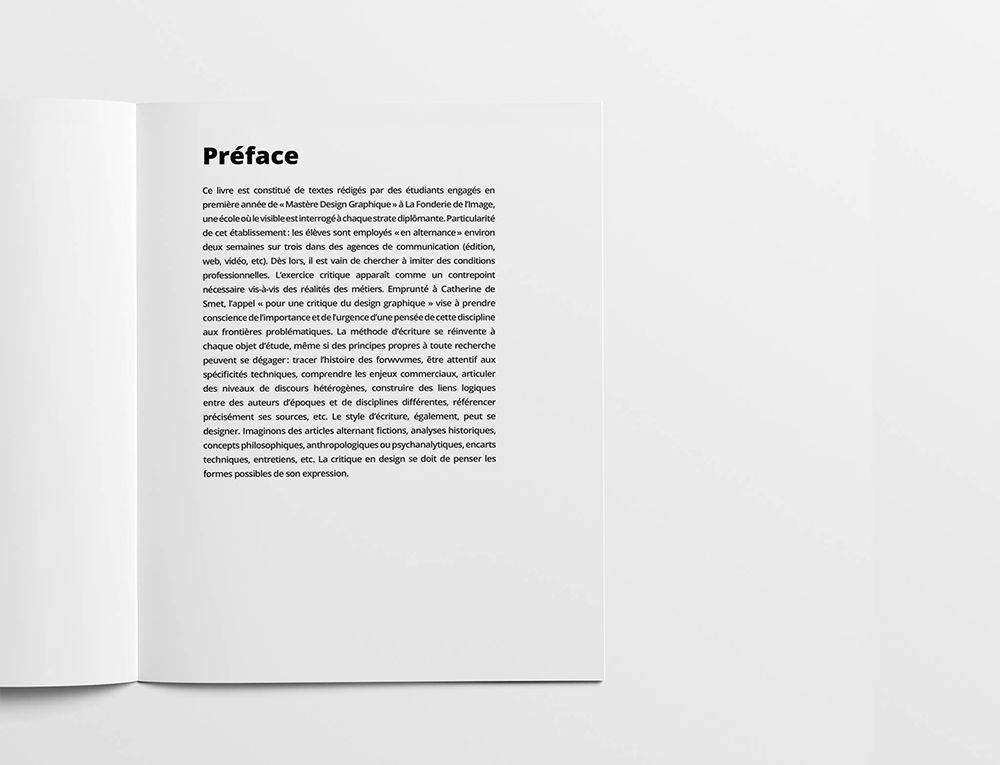 Préface
Ce livre est constitué de textes rédigés par des étudiants engagés en
première année de « Mastère Design Graphique » à La Fonderie de l’Image,
une école où le visible est interrogé à chaque strate diplômante. Particularité
de cet établissement : les élèves sont employés « en alternance » environ
deux semaines sur trois dans des agences de communication (édition,
web, vidéo, etc). Dès lors, il est vain de chercher à imiter des conditions
professionnelles. L’exercice critique apparaît comme un contrepoint
nécessaire vis-à-vis des réalités des métiers. Emprunté à Catherine de
Smet, l’appel « pour une critique du design graphique » vise à prendre
conscience de l’importance et de l’urgence d’une pensée de cette discipline
aux frontières problématiques. La méthode d’écriture se réinvente à
chaque objet d’étude, même si des principes propres à toute recherche
peuvent se dégager : tracer l’histoire des forwvvmes, être attentif aux
spécificités techniques, comprendre les enjeux commerciaux, articuler
des niveaux de discours hétérogènes, construire des liens logiques
entre des auteurs d’époques et de disciplines différentes, référencer
précisément ses sources, etc. Le style d’écriture, également, peut se
designer. Imaginons des articles alternant fictions, analyses historiques,
concepts philosophiques, anthropologiques ou psychanalytiques, encarts
techniques, entretiens, etc. La critique en design se doit de penser les
formes possibles de son expression.